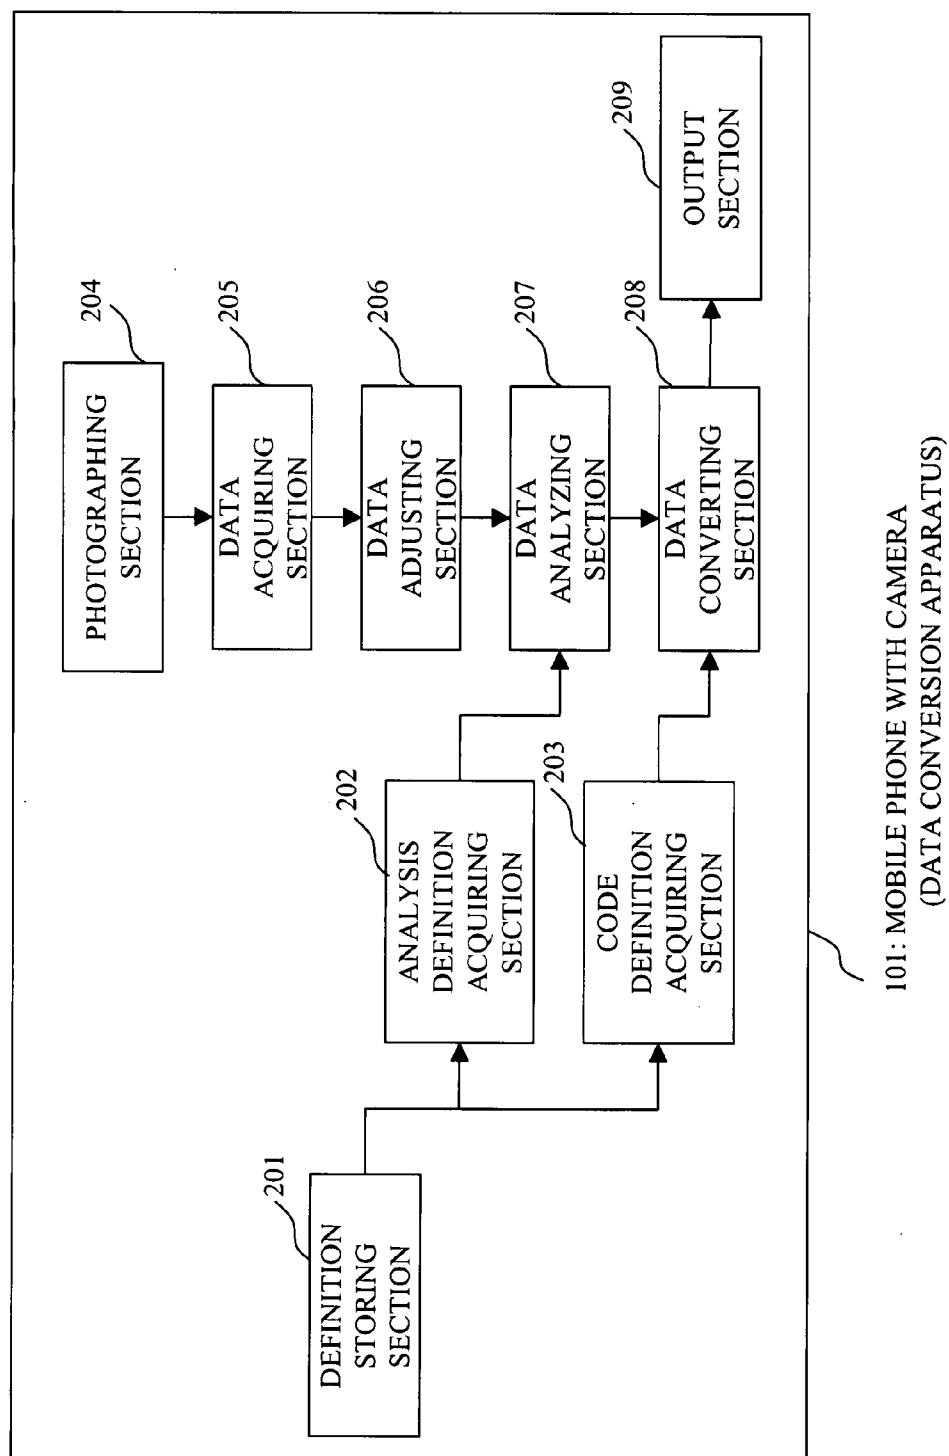 204
PHOTOGRAPHING
SECTION
205
DATA
ACQUIRING
SECTION
206
DATA
ADJUSTING
SECTION
207
DATA
ANALYZING
SECTION
208
DATA
CONVERTING
SECTION
209
OUTPUT
SECTION
202
ANALYSIS
DEFINITION
ACQUIRING
SECTION
203
CODE
DEFINITION
ACQUIRING
SECTION
201
DEFINITION
STORING
SECTION
101: MOBILE PHONE WITH CAMERA
(DATA CONVERSION APPARATUS)